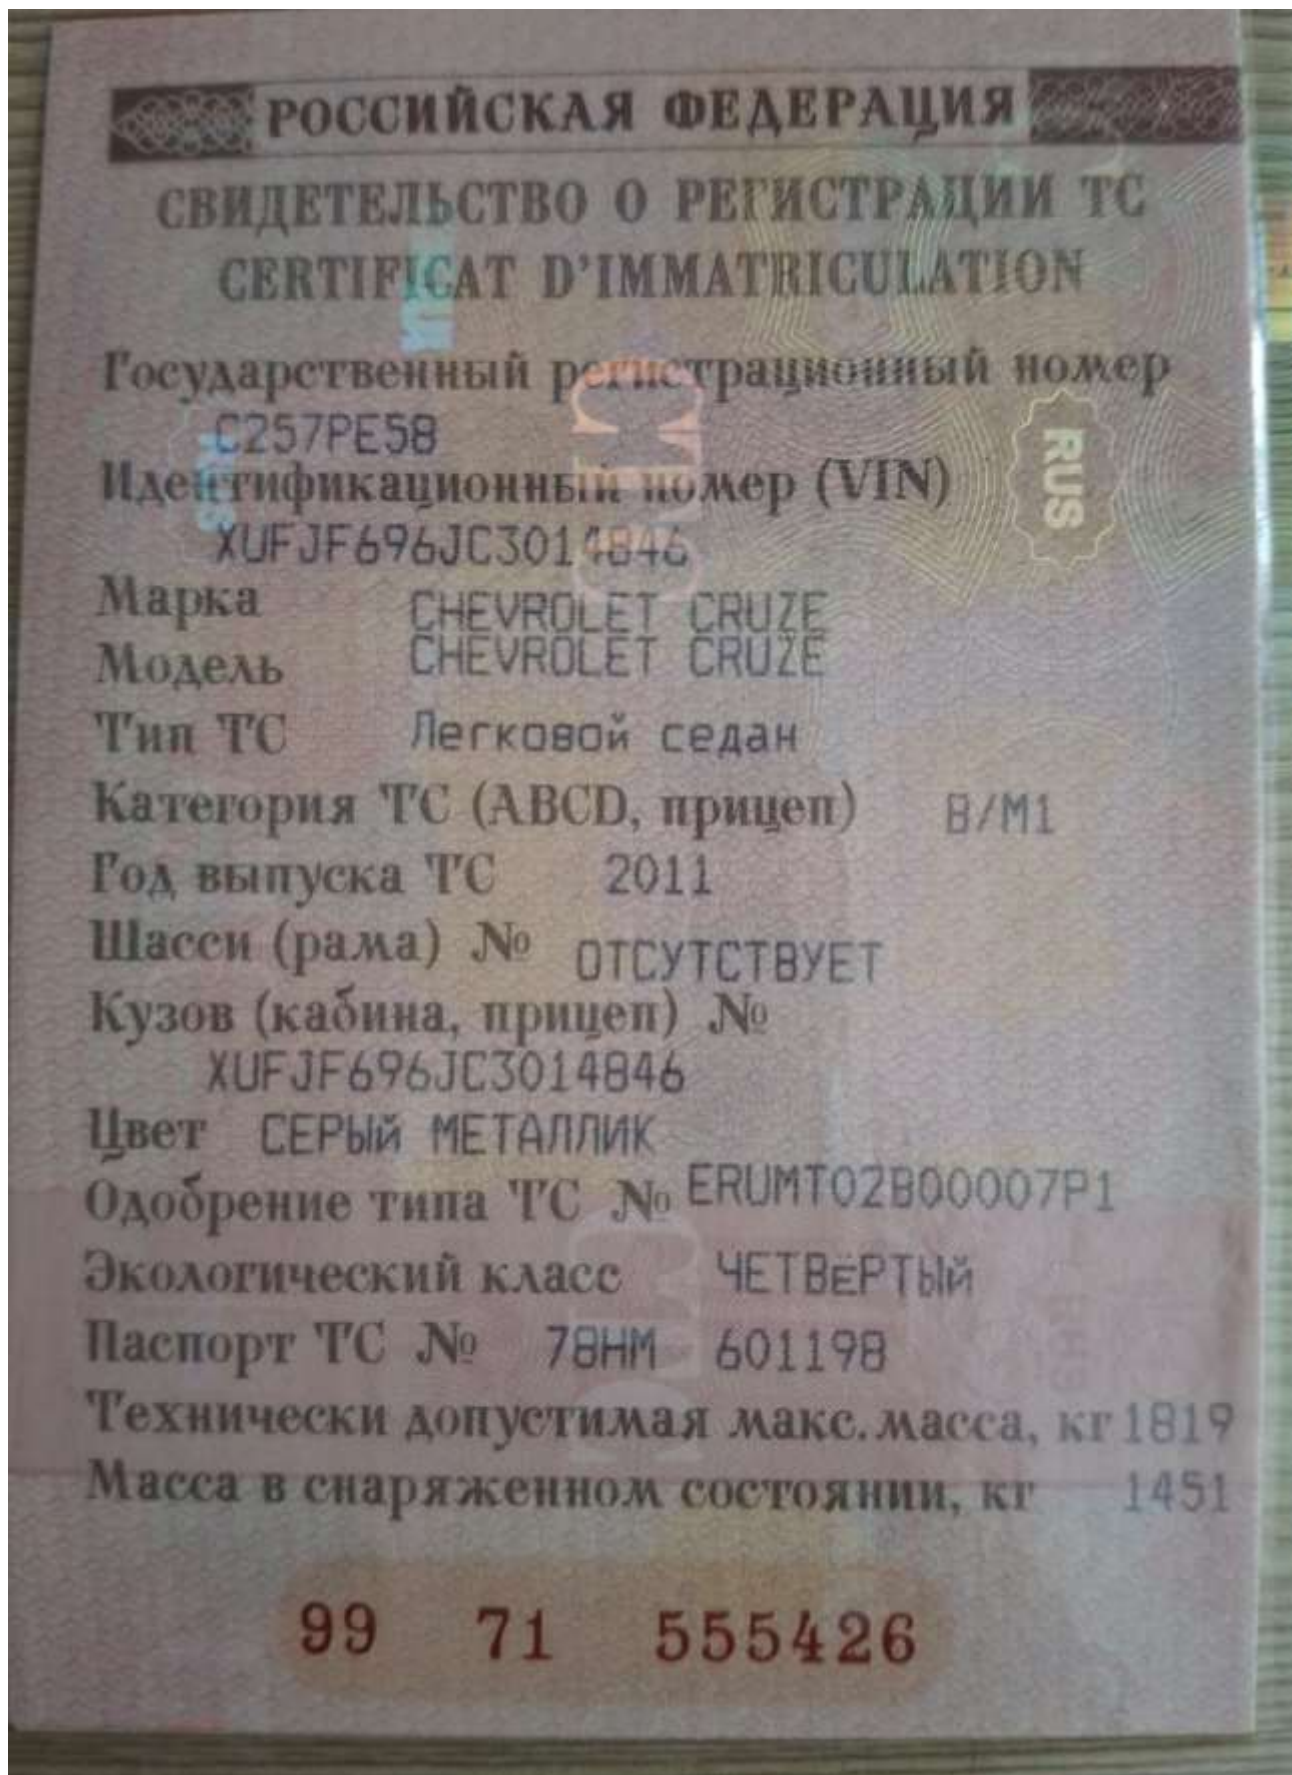 РОССИЙСКАЯ ФЕДЕРАЦИЯ
СВИДЕТЕЛЬСТВО О РЕГИСТРАЦИИ ТС
CERTIFICAT D'IMMATRICULATION
Государственный регистрационный номер
С257РЕ58
Идентификационный номер (VIN)
XUFJF696JC3014846
Марка CHEVROLET CRUZE
Модель CHEVROLET CRUZE
Тип ТС Легковой седан
Категория ТС (ABCD, прицеп) B/M1
Год выпуска ТС 2011
Шасси (рама) № ОТСУТСТВУЕТ
Кузов (кабина, прицеп) №
XUFJF696JC3014846
Цвет СЕРЫЙ МЕТАЛЛИК
Одобрение типа ТС № ERUMT02B00007P1
Экологический класс ЧЕТВЁРТЫЙ
Паспорт ТС № 78НМ 601198
Технически допустимая макс. масса, кг 1819
Масса в снаряженном состоянии, кг 1451
99 71 555426
RUS
RUS